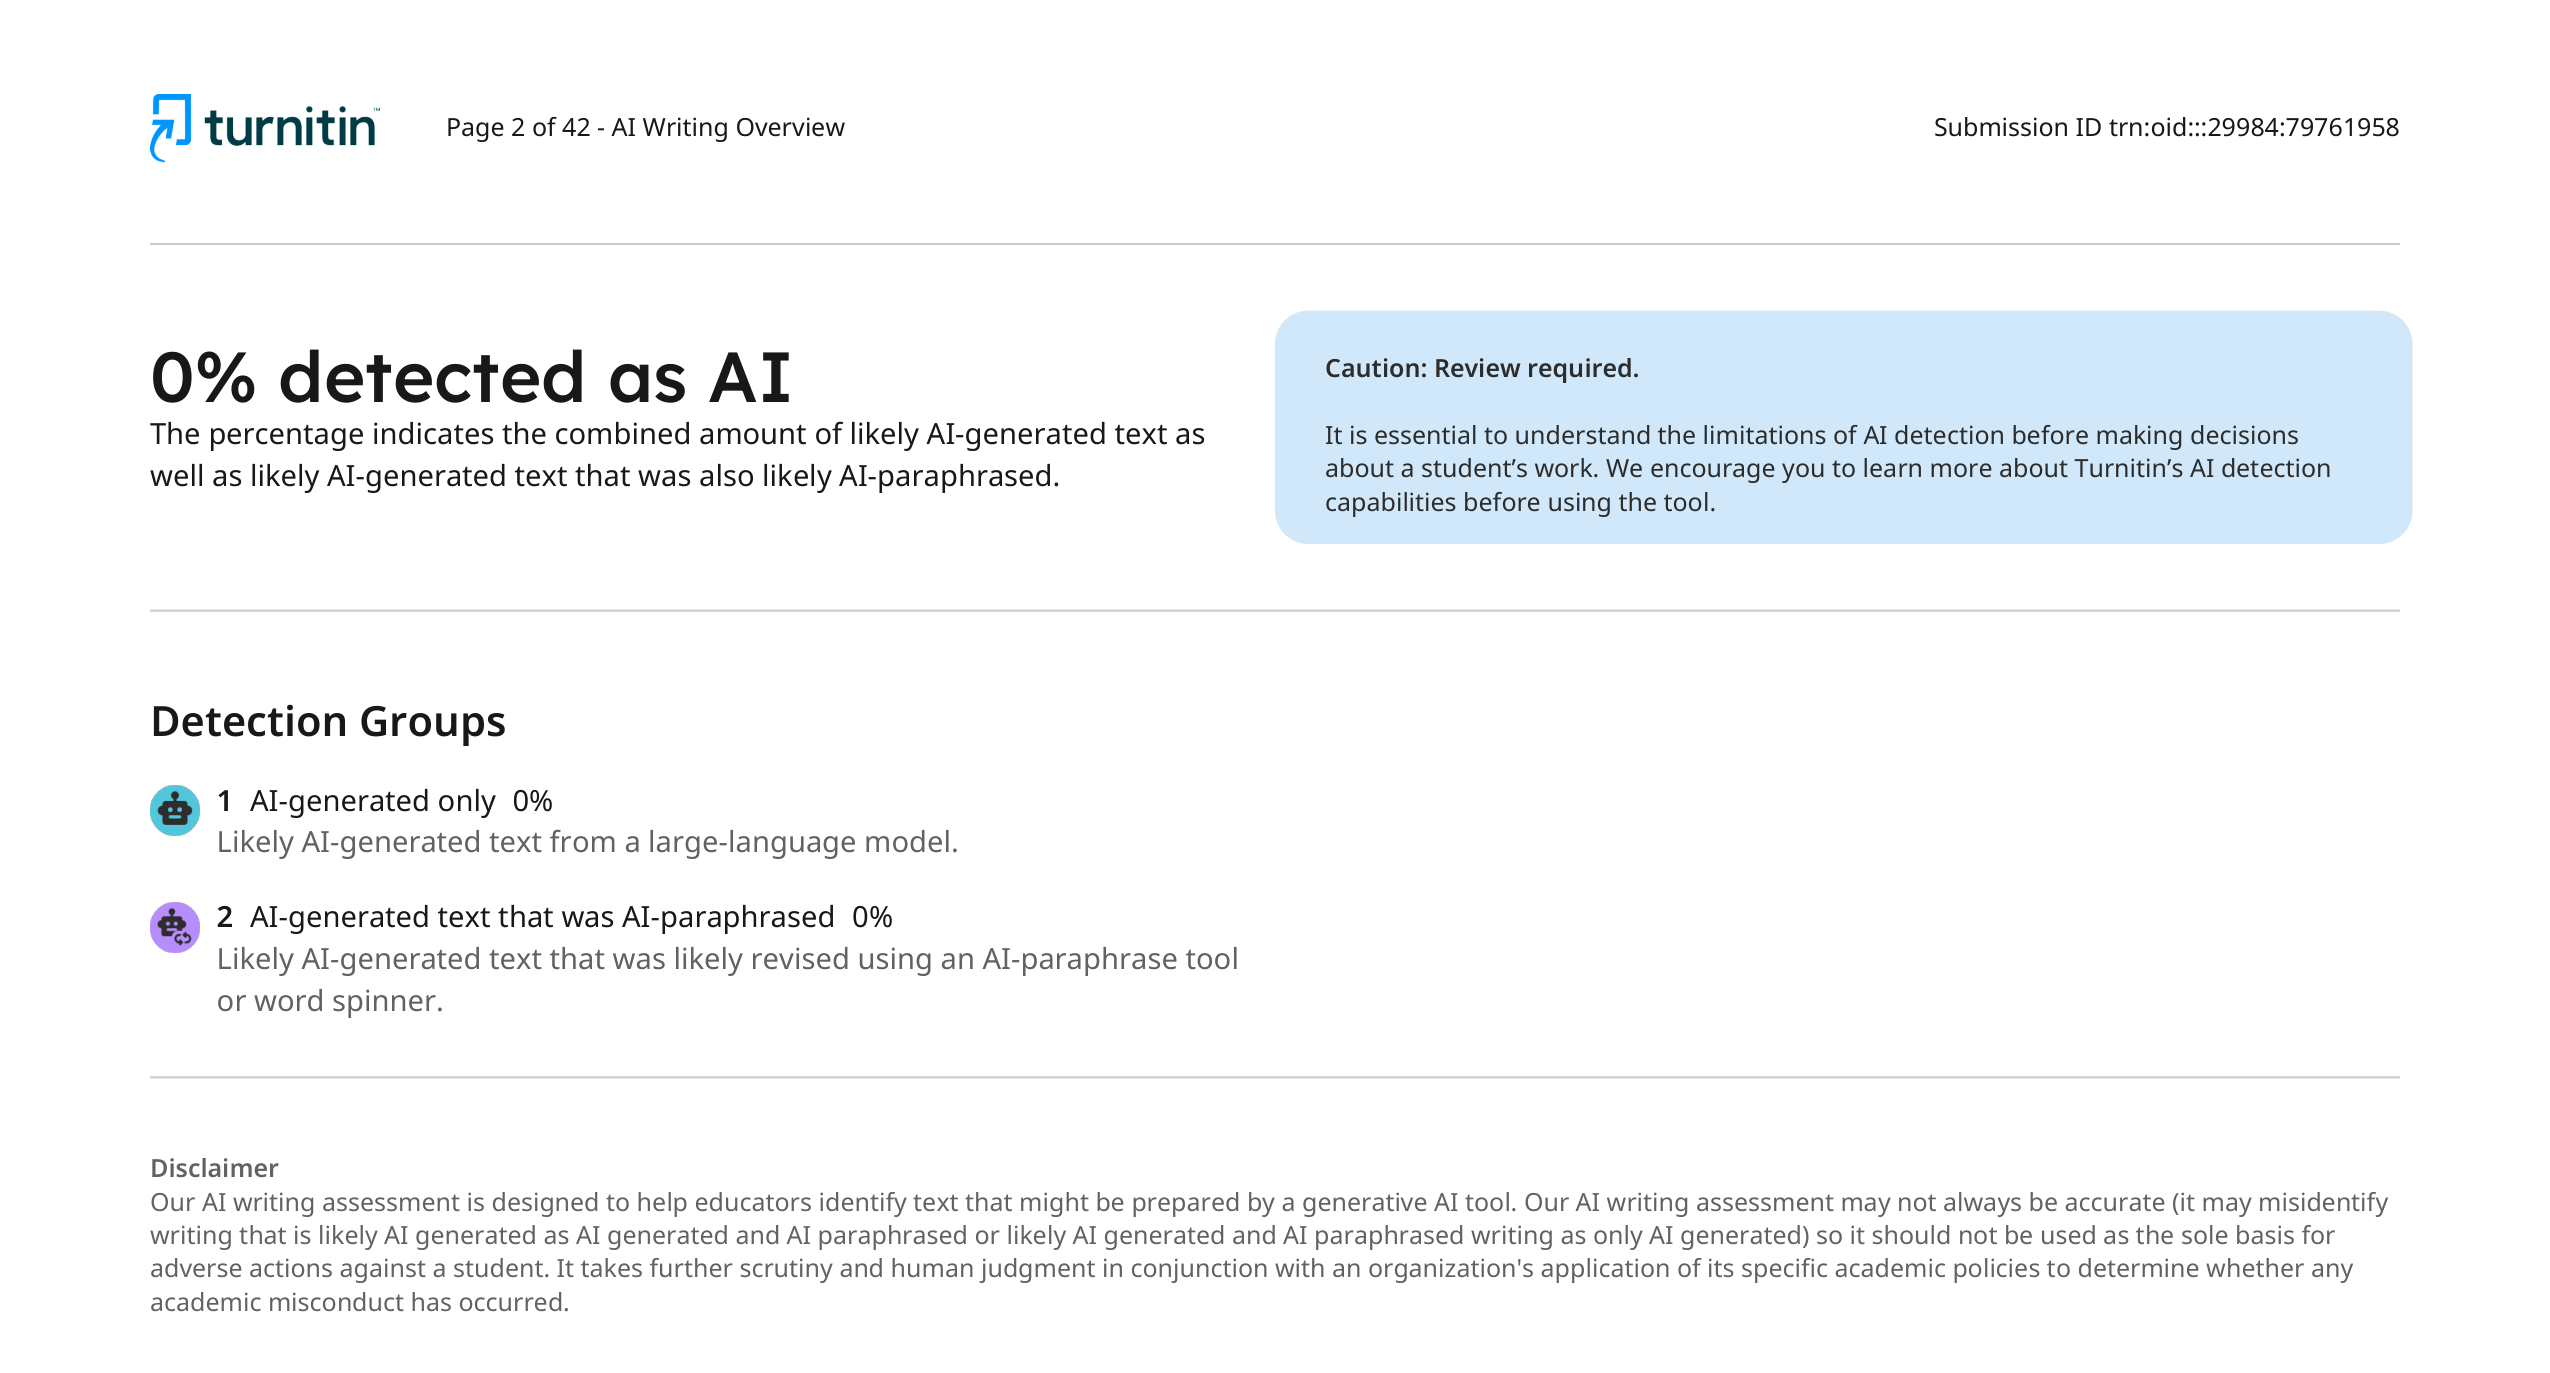 turnitin™
Page 2 of 42 - AI Writing Overview
Submission ID trn:oid:::29984:79761958
0% detected as AI
The percentage indicates the combined amount of likely AI-generated text as
well as likely AI-generated text that was also likely AI-paraphrased.
Caution: Review required.
It is essential to understand the limitations of AI detection before making decisions
about a student’s work. We encourage you to learn more about Turnitin’s AI detection
capabilities before using the tool.
Detection Groups
1 AI-generated only 0%
Likely AI-generated text from a large-language model.
2 AI-generated text that was AI-paraphrased 0%
Likely AI-generated text that was likely revised using an AI-paraphrase tool
or word spinner.
Disclaimer
Our AI writing assessment is designed to help educators identify text that might be prepared by a generative AI tool. Our AI writing assessment may not always be accurate (it may misidentify
writing that is likely AI generated as AI generated and AI paraphrased or likely AI generated and AI paraphrased writing as only AI generated) so it should not be used as the sole basis for
adverse actions against a student. It takes further scrutiny and human judgment in conjunction with an organization's application of its specific academic policies to determine whether any
academic misconduct has occurred.